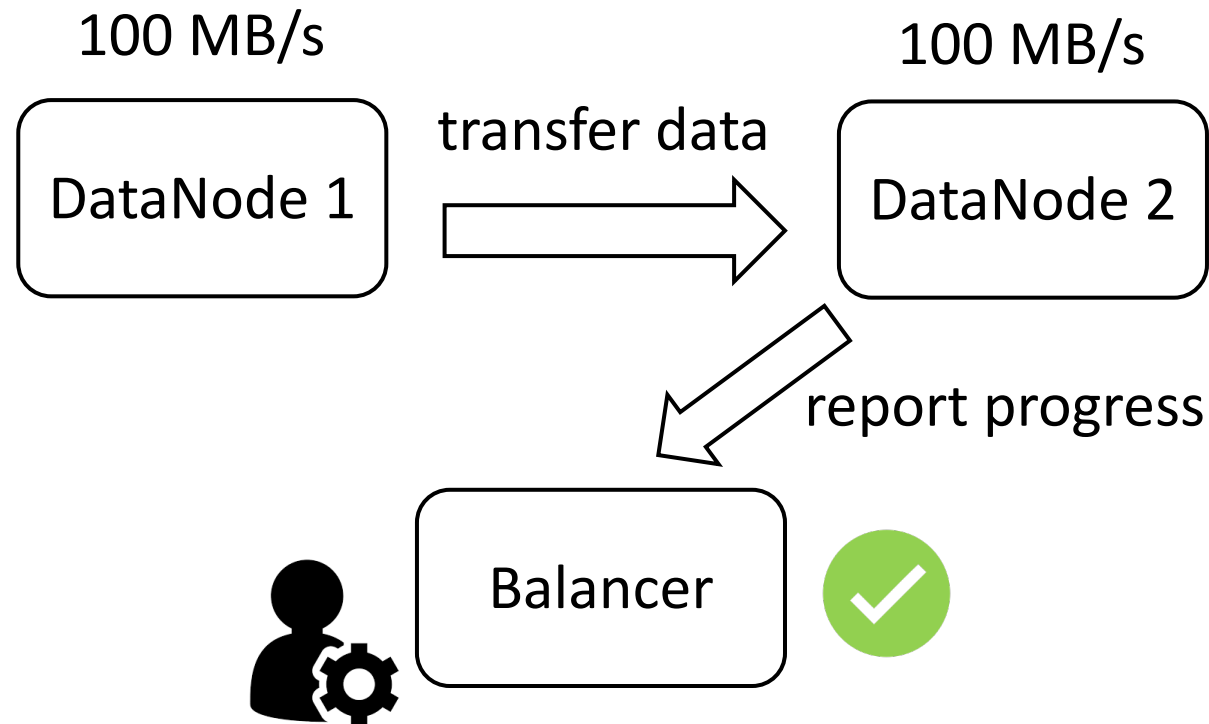 100 MB/s
100 MB/s
DataNode 1
transfer data
DataNode 2
report progress
Balancer